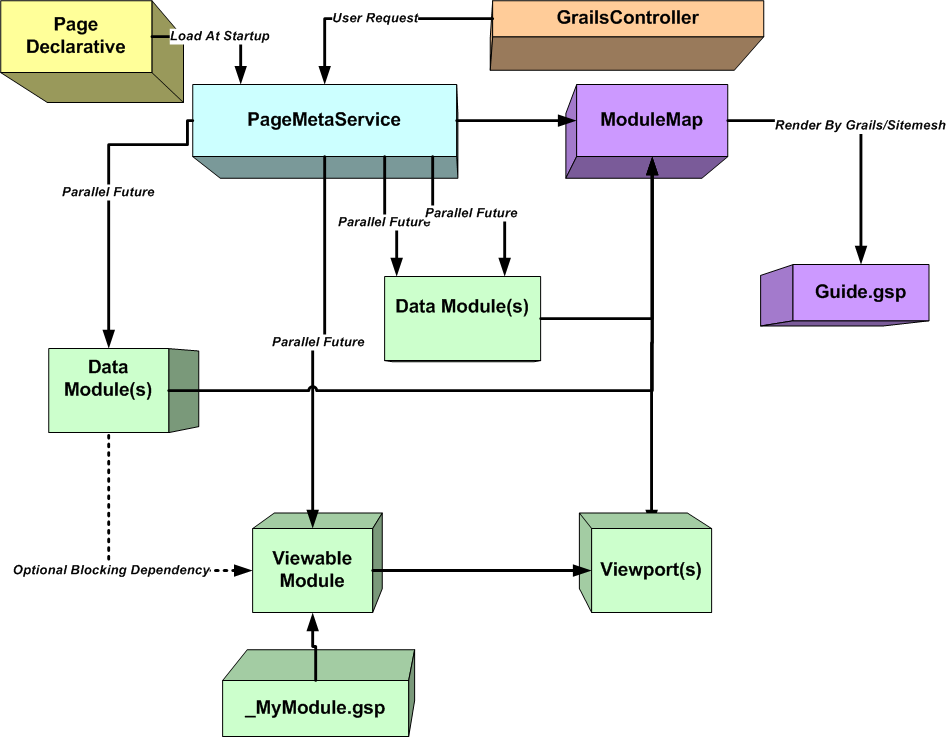 Page
Declarative
Load At Startup
User Request
GrailsController
PageMetaService
ModuleMap
Render By Grails/Sitemesh
Parallel Future
Parallel Future
Parallel Future
Data Module(s)
Guide.gsp
Parallel Future
Data
Module(s)
Optional Blocking Dependency
Viewable
Module
Viewport(s)
_MyModule.gsp